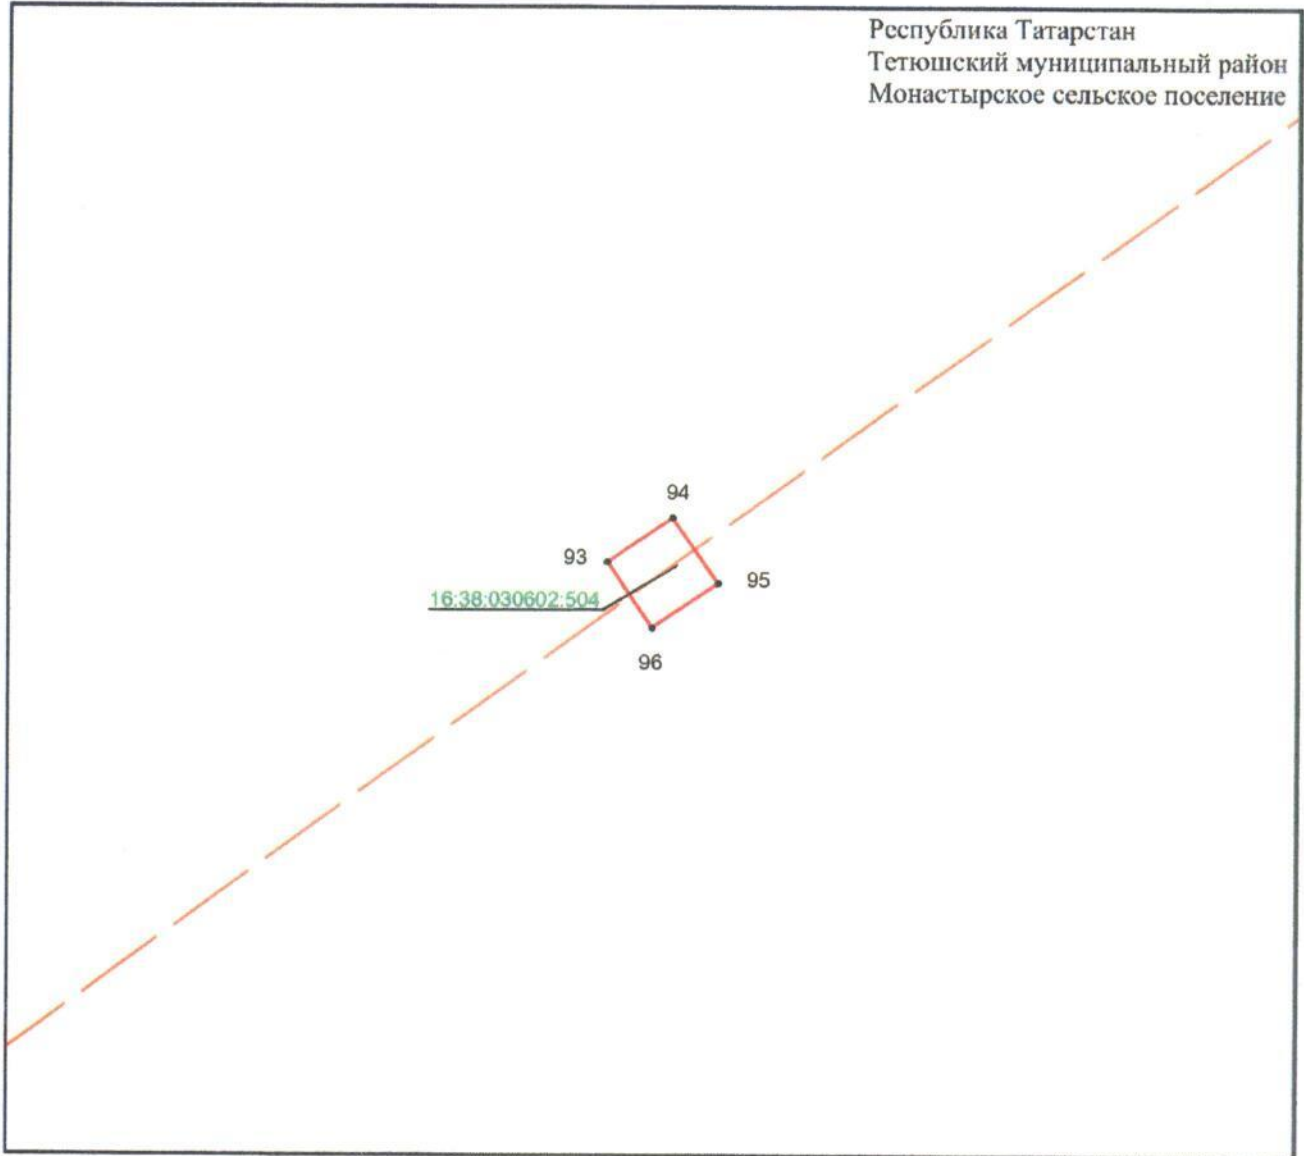 Республика Татарстан
Тетюшский муниципальный район
Монастырское сельское поселение
94
93
95
16:38:030602:504
96